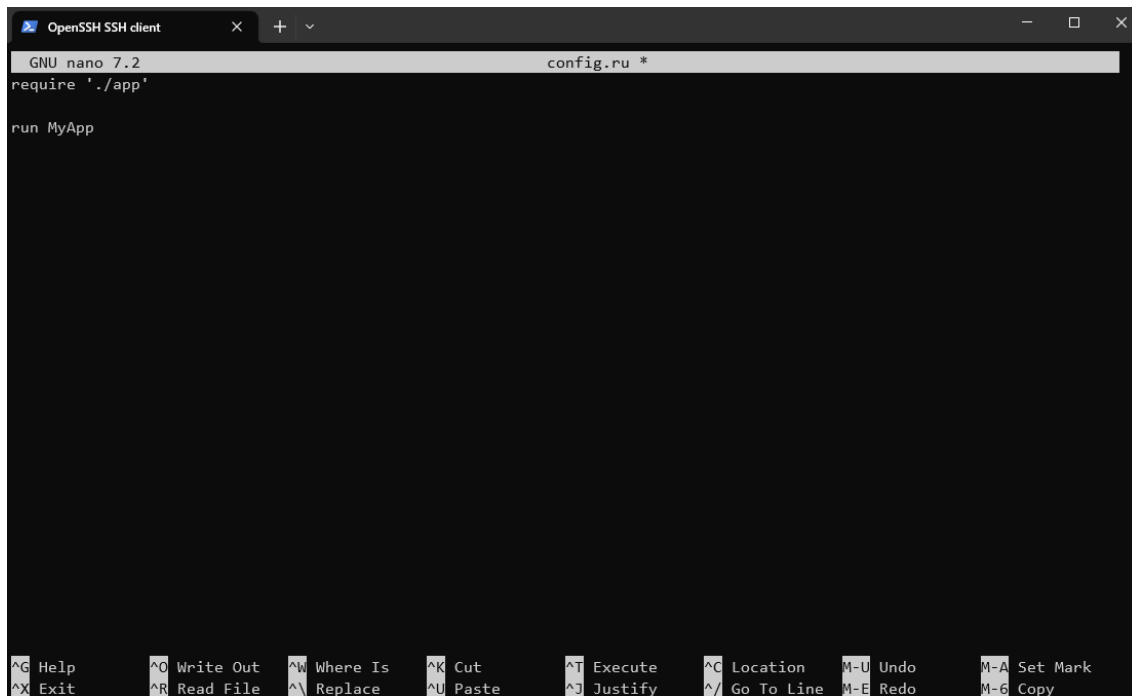 OpenSSH SSH client
GNU nano 7.2 config.ru *
require './app'
run MyApp
^G Help ^O Write Out ^W Where Is ^K Cut ^T Execute ^C Location M-U Undo M-A Set Mark
^X Exit ^R Read File ^\ Replace ^U Paste ^J Justify ^/ Go To Line M-E Redo M-6 Copy